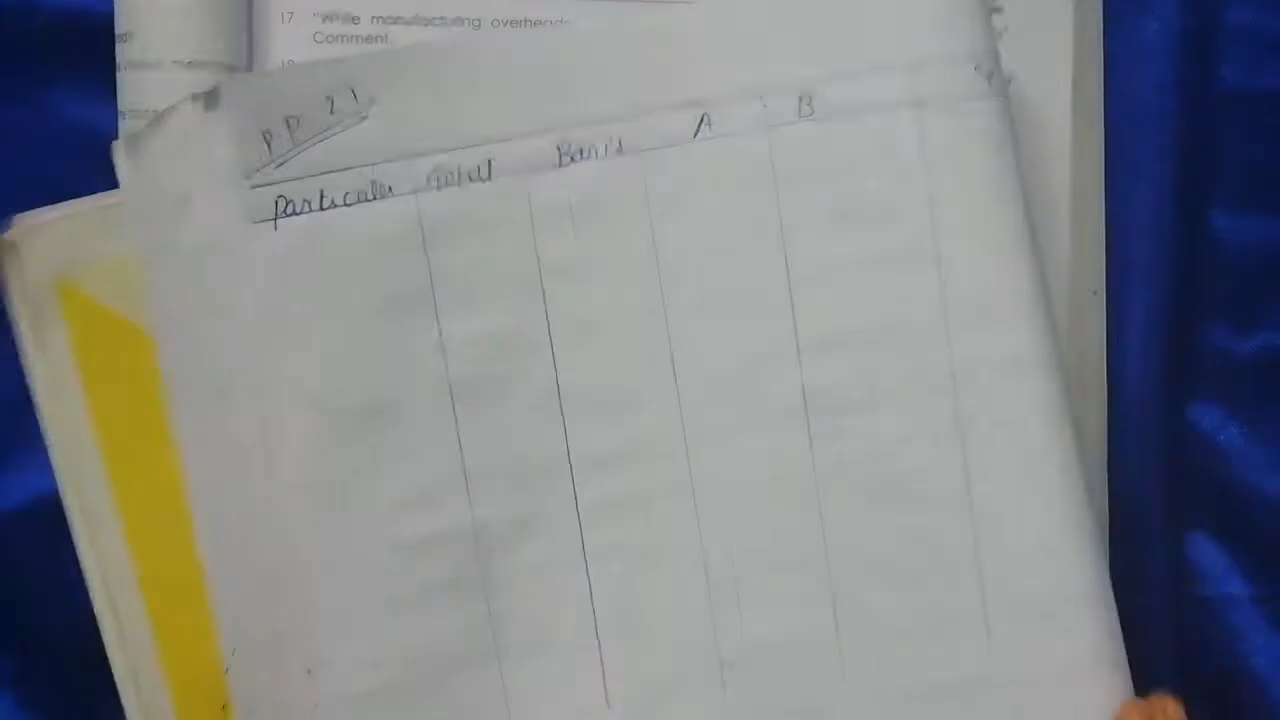 17 "While manufacturing overheads
Comment.
P.P 21
Particular Total Basis A B